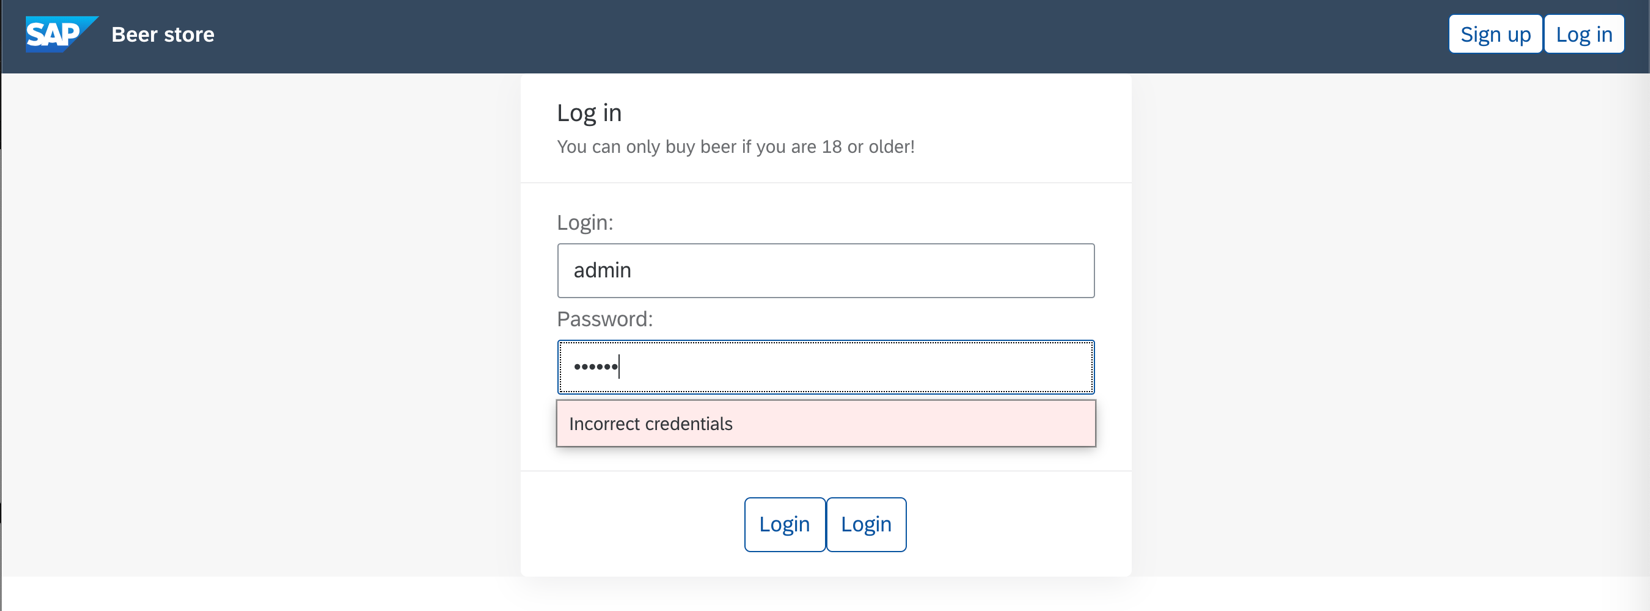 SAP Beer store Sign up Log in
Log in
You can only buy beer if you are 18 or older!
Login:
admin
Password:
••••••
Incorrect credentials
Login Login